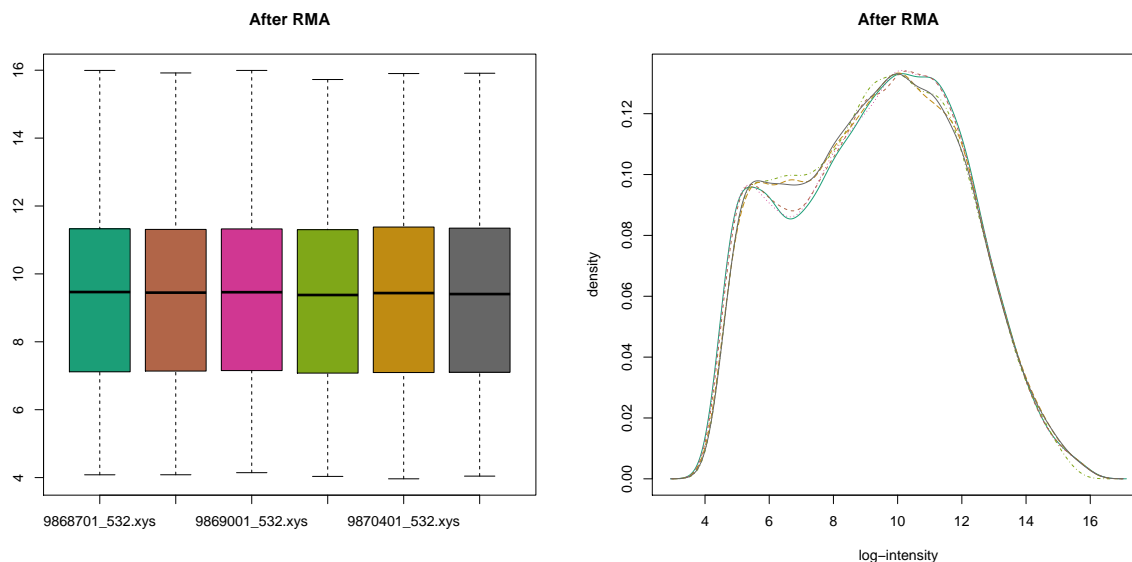 After RMA
16
14
12
10
8
6
4
9868701_532.xys
9869001_532.xys
9870401_532.xys
After RMA
density
0.12
0.10
0.08
0.06
0.04
0.02
0.00
4 6 8 10 12 14 16
log−intensity